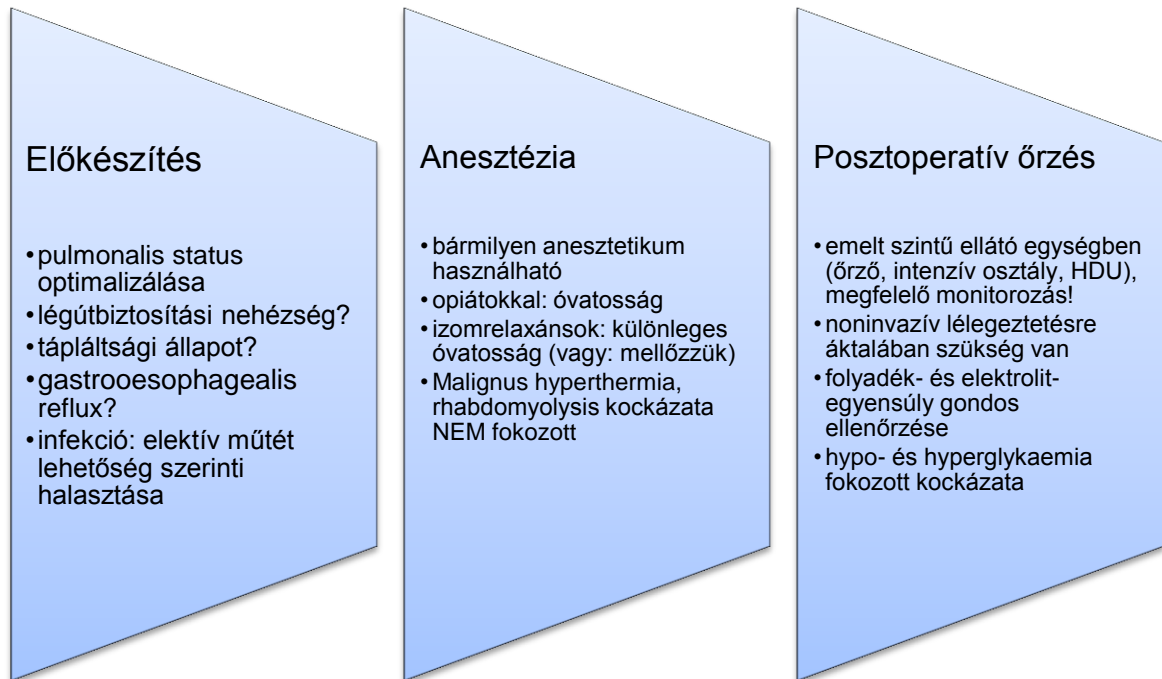 Előkészítés
•pulmonalis status
optimalizálása
•légútbiztosítási nehézség?
•tápláltsági állapot?
•gastrooesophagealis
reflux?
•infekció: elektív műtét
lehetőség szerinti
halasztása
Anesztézia
•bármilyen anesztetikum
használható
•opiátokkal: óvatosság
•izomrelaxánsok: különleges
óvatosság (vagy: mellőzzük)
•Malignus hyperthermia,
rhabdomyolysis kockázata
NEM fokozott
Posztoperatív őrzés
•emelt szintű ellátó egységben
(őrző, intenzív osztály, HDU),
megfelelő monitorozás!
•noninvazív lélegeztetésre
áktalában szükség van
•folyadék- és elektrolit-
egyensúly gondos
ellenőrzése
•hypo- és hyperglykaemia
fokozott kockázata